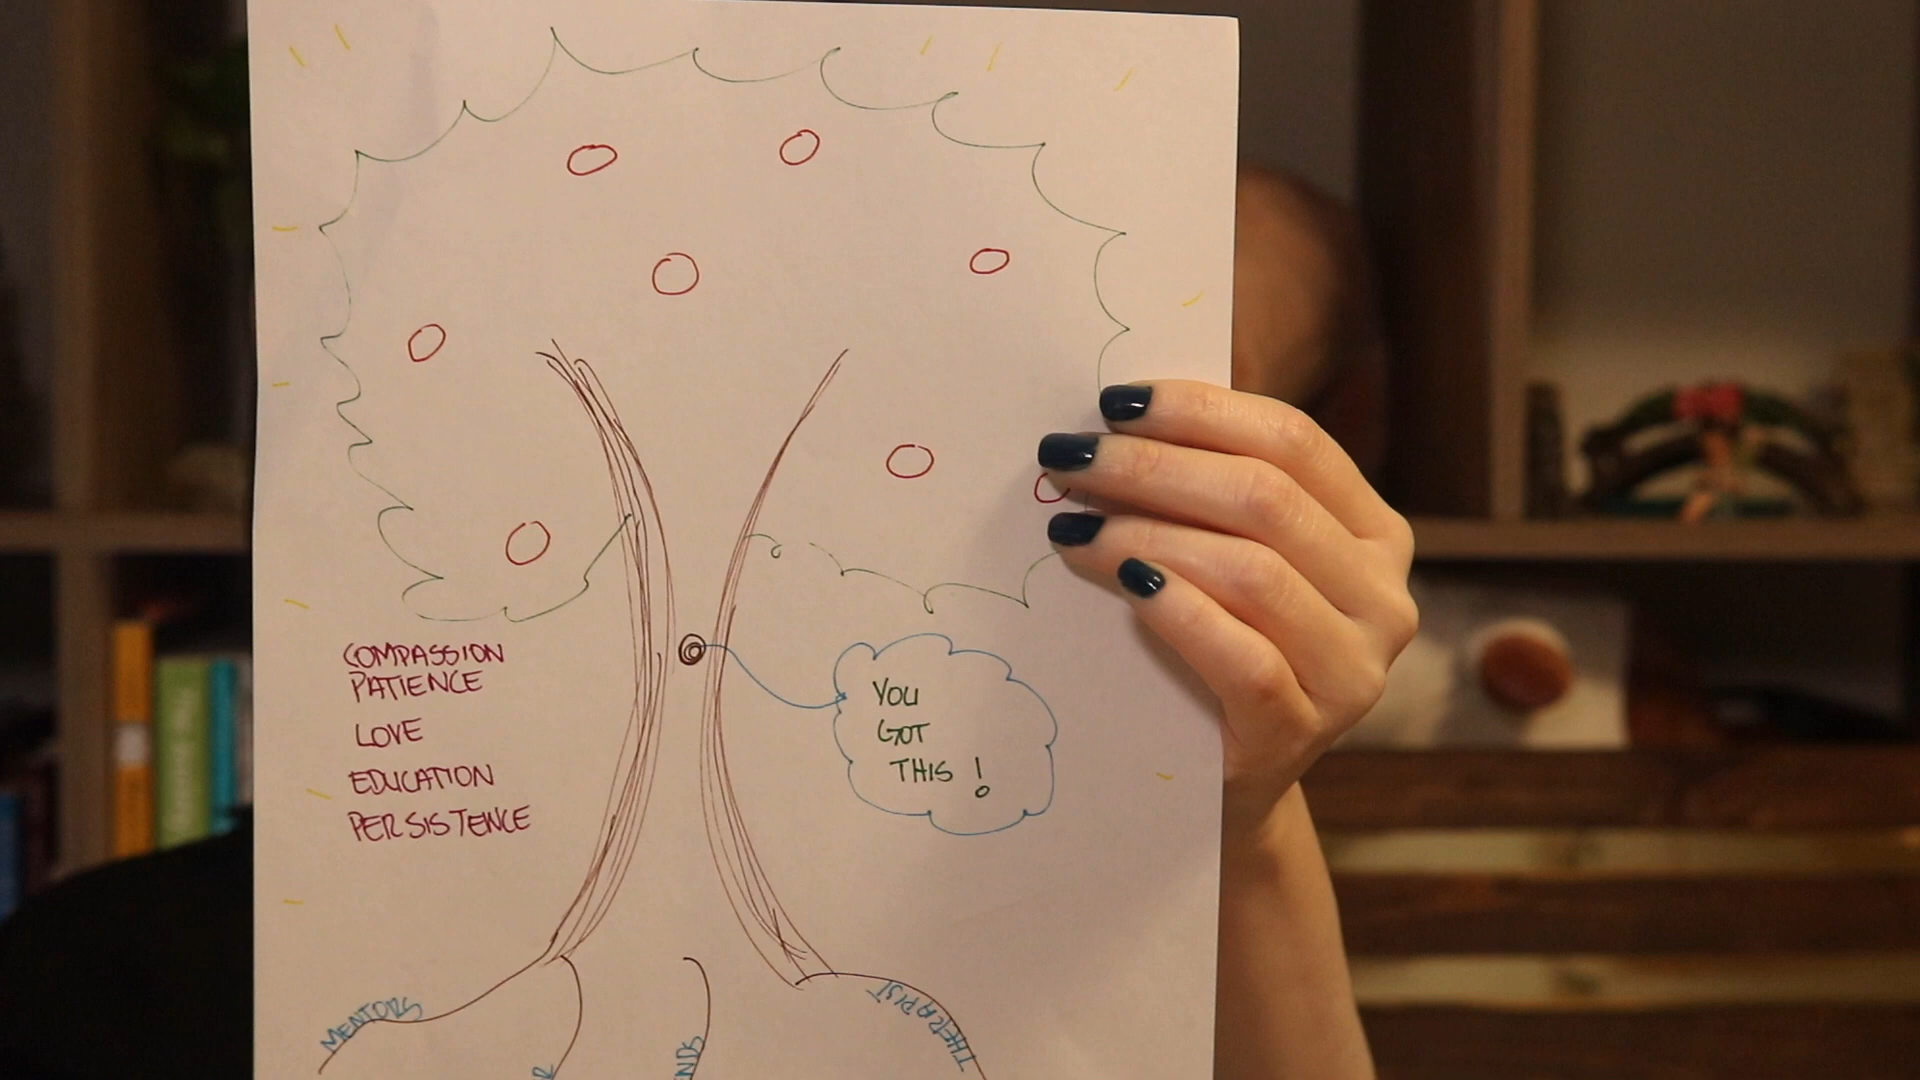 COMPASSION
PATIENCE
LOVE
EDUCATION
PERSISTENCE
YOU
GOT
THIS!
MENTORS
THERAPIST